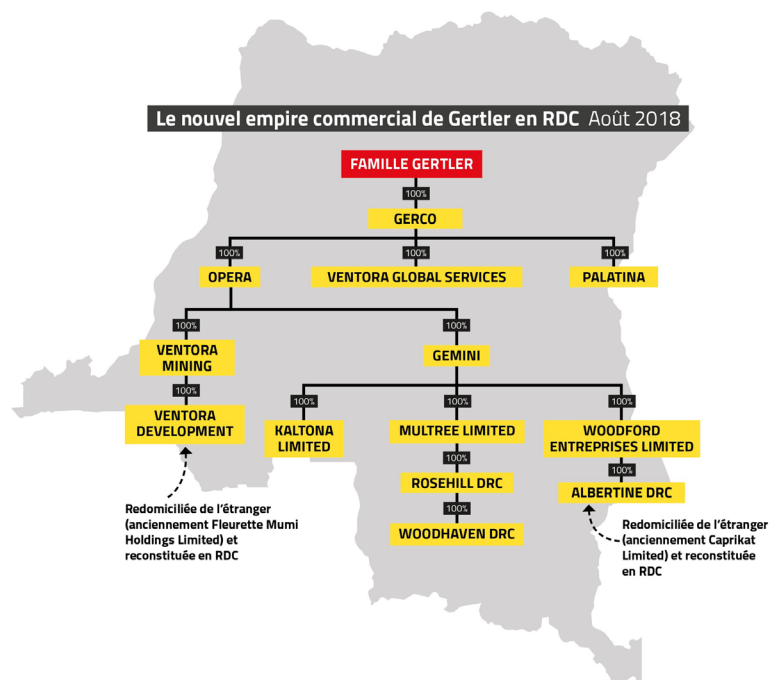 Le nouvel empire commercial de Gertler en RDC Août 2018
FAMILLE GERTLER
100%
GERCO
100%
100%
100%
OPERA
VENTORA GLOBAL SERVICES
PALATINA
100%
100%
VENTORA
MINING
GEMINI
100%
100%
100%
100%
VENTORA
DEVELOPMENT
KALTONA
LIMITED
MULTREE LIMITED
WOODFORD
ENTREPRISES LIMITED
100%
100%
ROSEHILL DRC
ALBERTINE DRC
100%
WOODHAVEN DRC
Redomiciliée de l’étranger
(anciennement Fleurette Mumi
Holdings Limited) et
reconstituée en RDC
Redomiciliée de l’étranger
(anciennement Caprikat
Limited) et reconstituée
en RDC